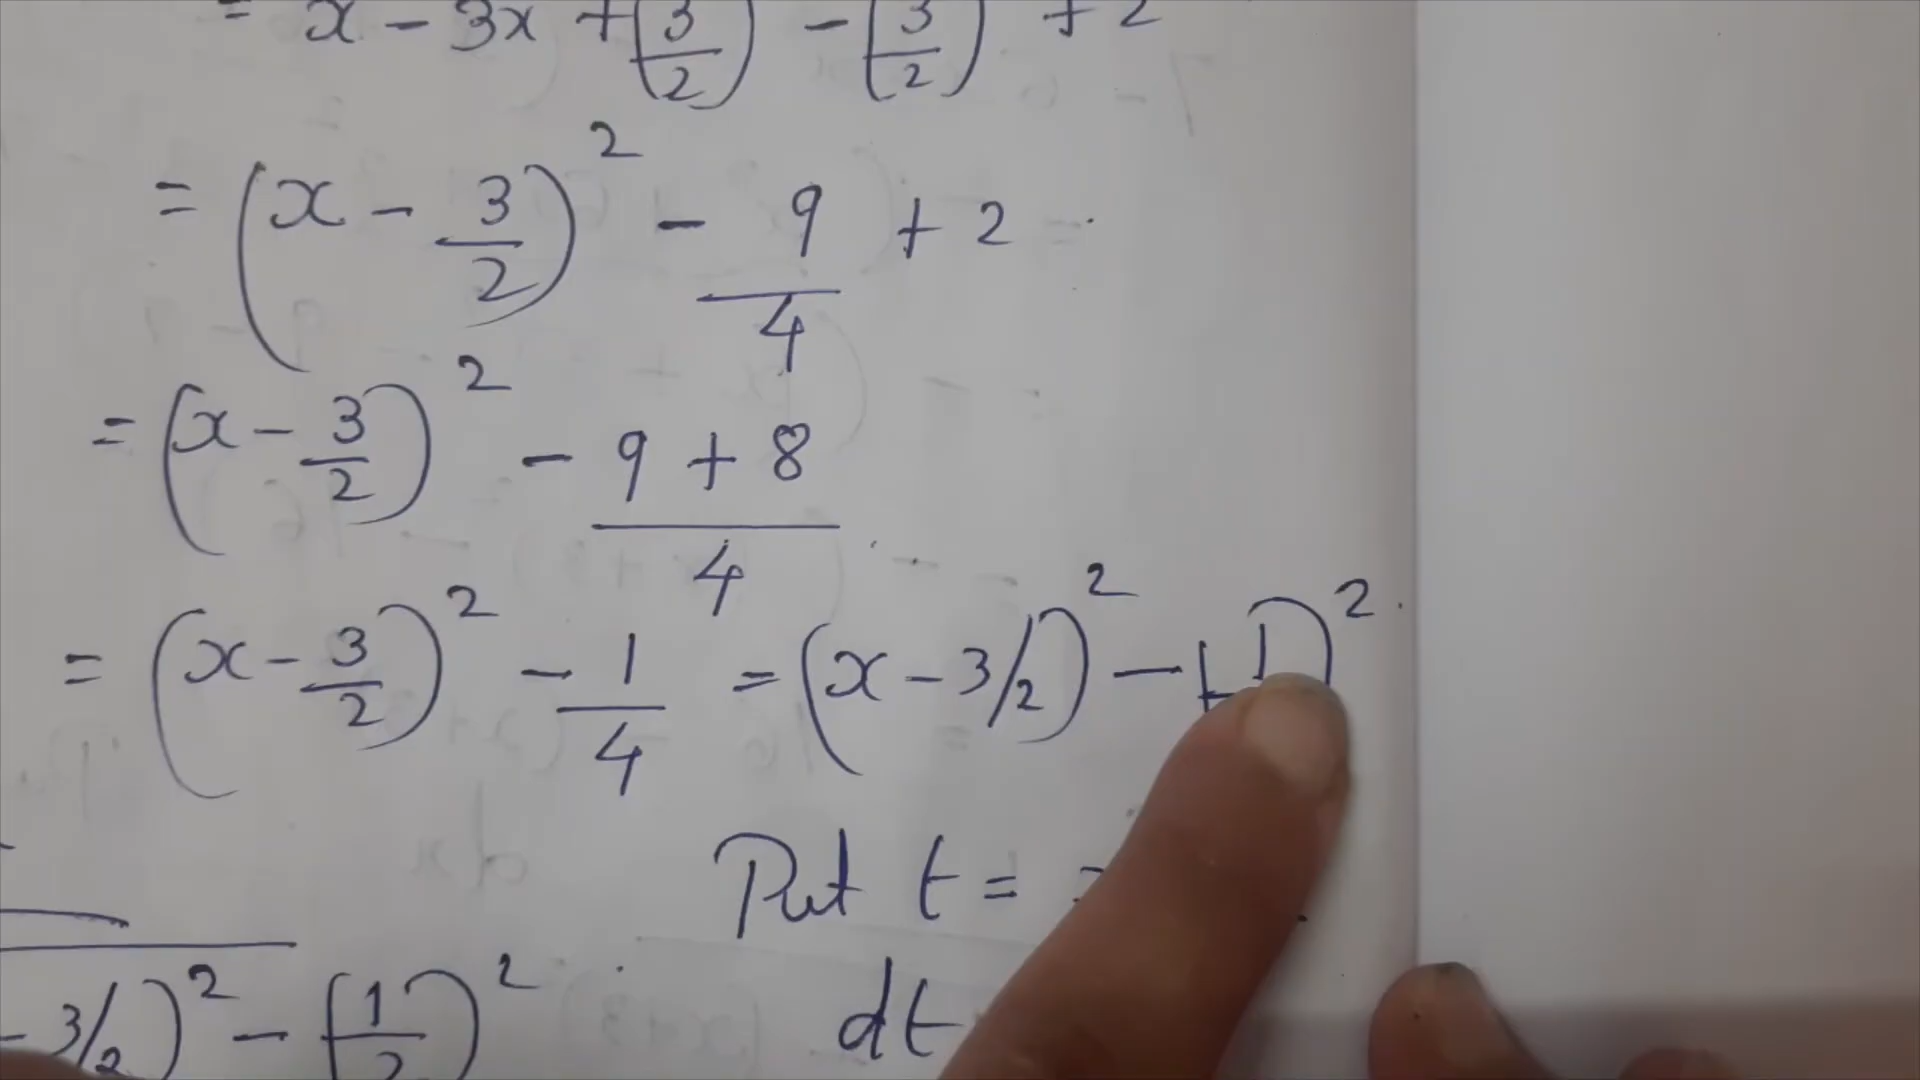 = x - 3x + (3/2) - (3/2) + 2
= (x - 3/2)² - 9/4 + 2
= (x - 3/2)² - 9 + 8/4
= (x - 3/2)² - 1/4 = (x - 3/2)² - (1)²
Put t =
- 3/2)² - (1/2)² dt